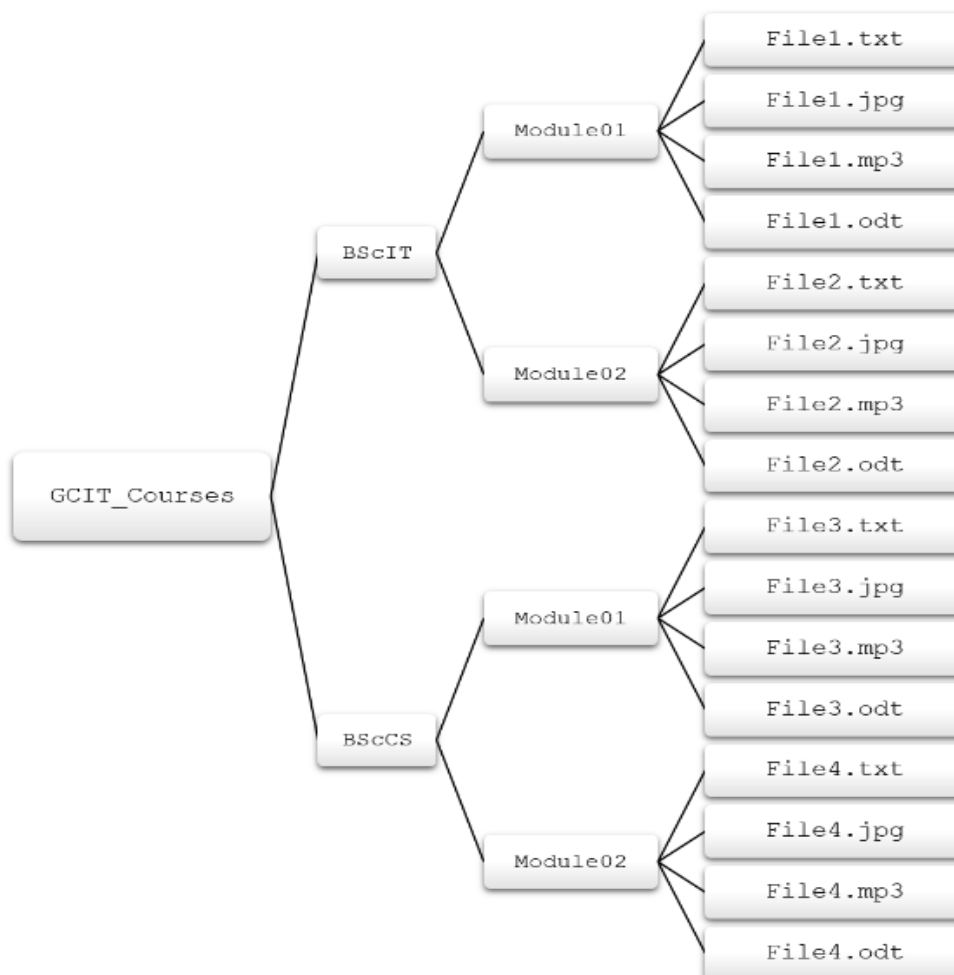 File1.txt
File1.jpg
Module01
File1.mp3
File1.odt
BScIT
File2.txt
File2.jpg
Module02
File2.mp3
File2.odt
GCIT_Courses
File3.txt
File3.jpg
Module01
File3.mp3
File3.odt
BScCS
File4.txt
File4.jpg
Module02
File4.mp3
File4.odt